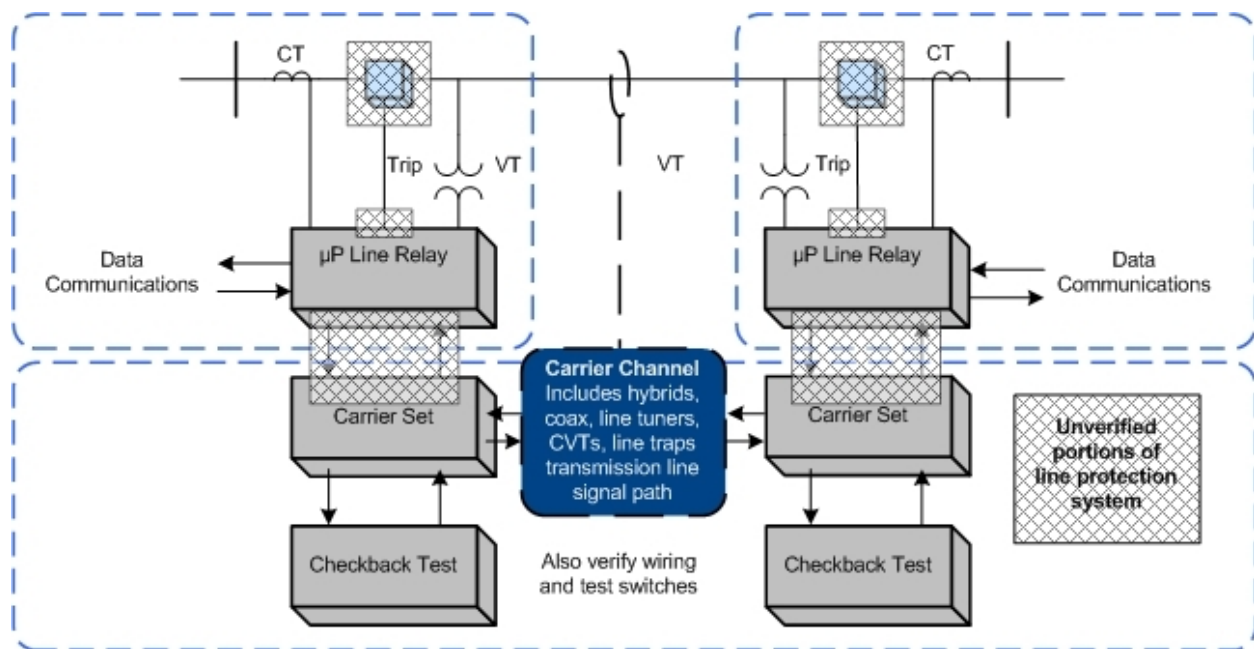 CT
CT
Trip
VT
VT
Trip
µP Line Relay
µP Line Relay
Data
Communications
Data
Communications
Carrier Set
Carrier Channel
Includes hybrids,
coax, line tuners,
CVTs, line traps
transmission line
signal path
Carrier Set
Unverified
portions of
line protection
system
Checkback Test
Also verify wiring
and test switches
Checkback Test